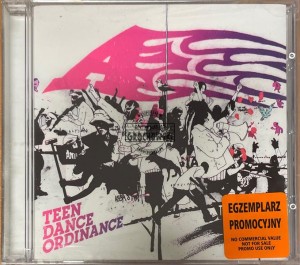 TEEN
DANCE
ORDINANCE
EGZEMPLARZ
PROMOCYJNY
NO COMMERCIAL VALUE
NOT FOR SALE
PROMO USE ONLY